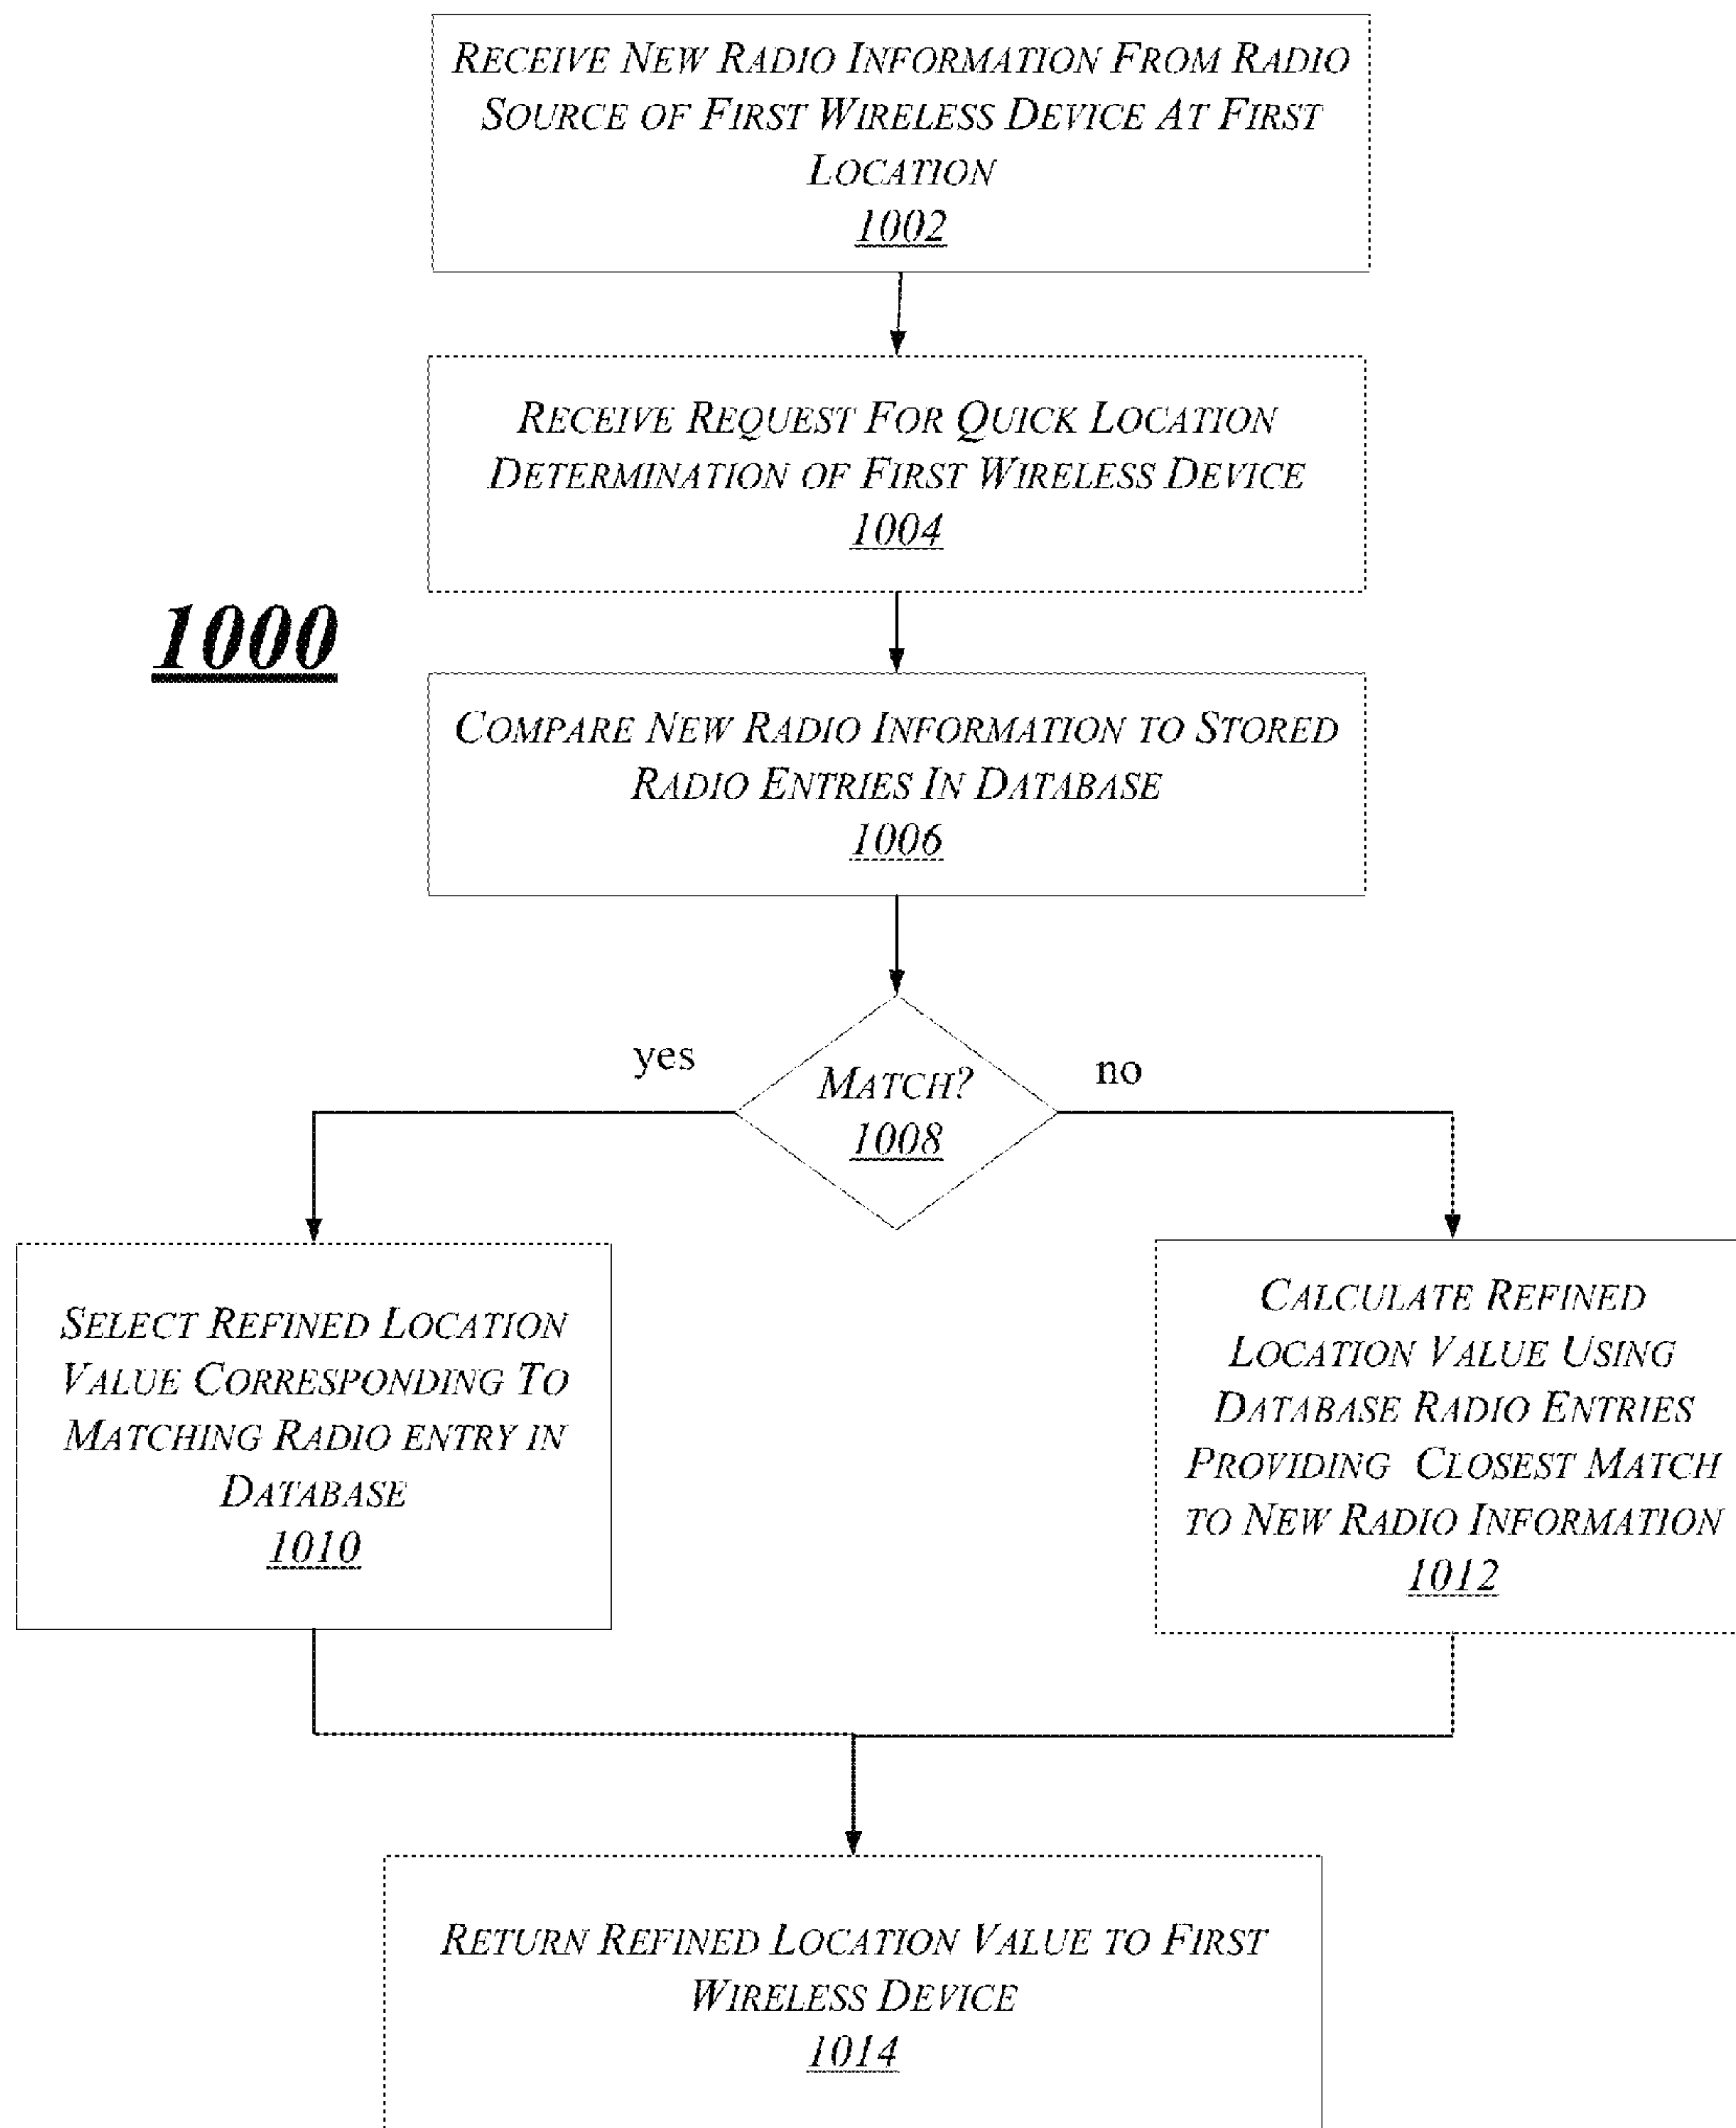 RECEIVE NEW RADIO INFORMATION FROM RADIO
SOURCE OF FIRST WIRELESS DEVICE AT FIRST
LOCATION
1002
RECEIVE REQUEST FOR QUICK LOCATION
DETERMINATION OF FIRST WIRELESS DEVICE
1004
1000
COMPARE NEW RADIO INFORMATION TO STORED
RADIO ENTRIES IN DATABASE
1006
MATCH?
1008
yes
no
SELECT REFINED LOCATION
VALUE CORRESPONDING TO
MATCHING RADIO ENTRY IN
DATABASE
1010
CALCULATE REFINED
LOCATION VALUE USING
DATABASE RADIO ENTRIES
PROVIDING CLOSEST MATCH
TO NEW RADIO INFORMATION
1012
RETURN REFINED LOCATION VALUE TO FIRST
WIRELESS DEVICE
1014